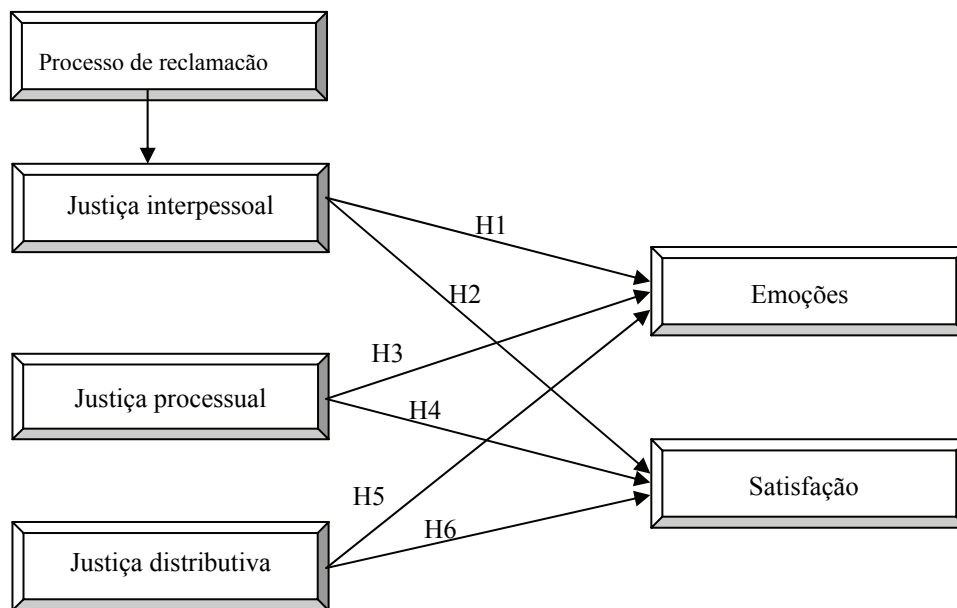 Processo de reclamacão
Justiça interpessoal
H1
Emoções
H2
H3
Justiça processual
H4
Satisfação
H5
H6
Justiça distributiva